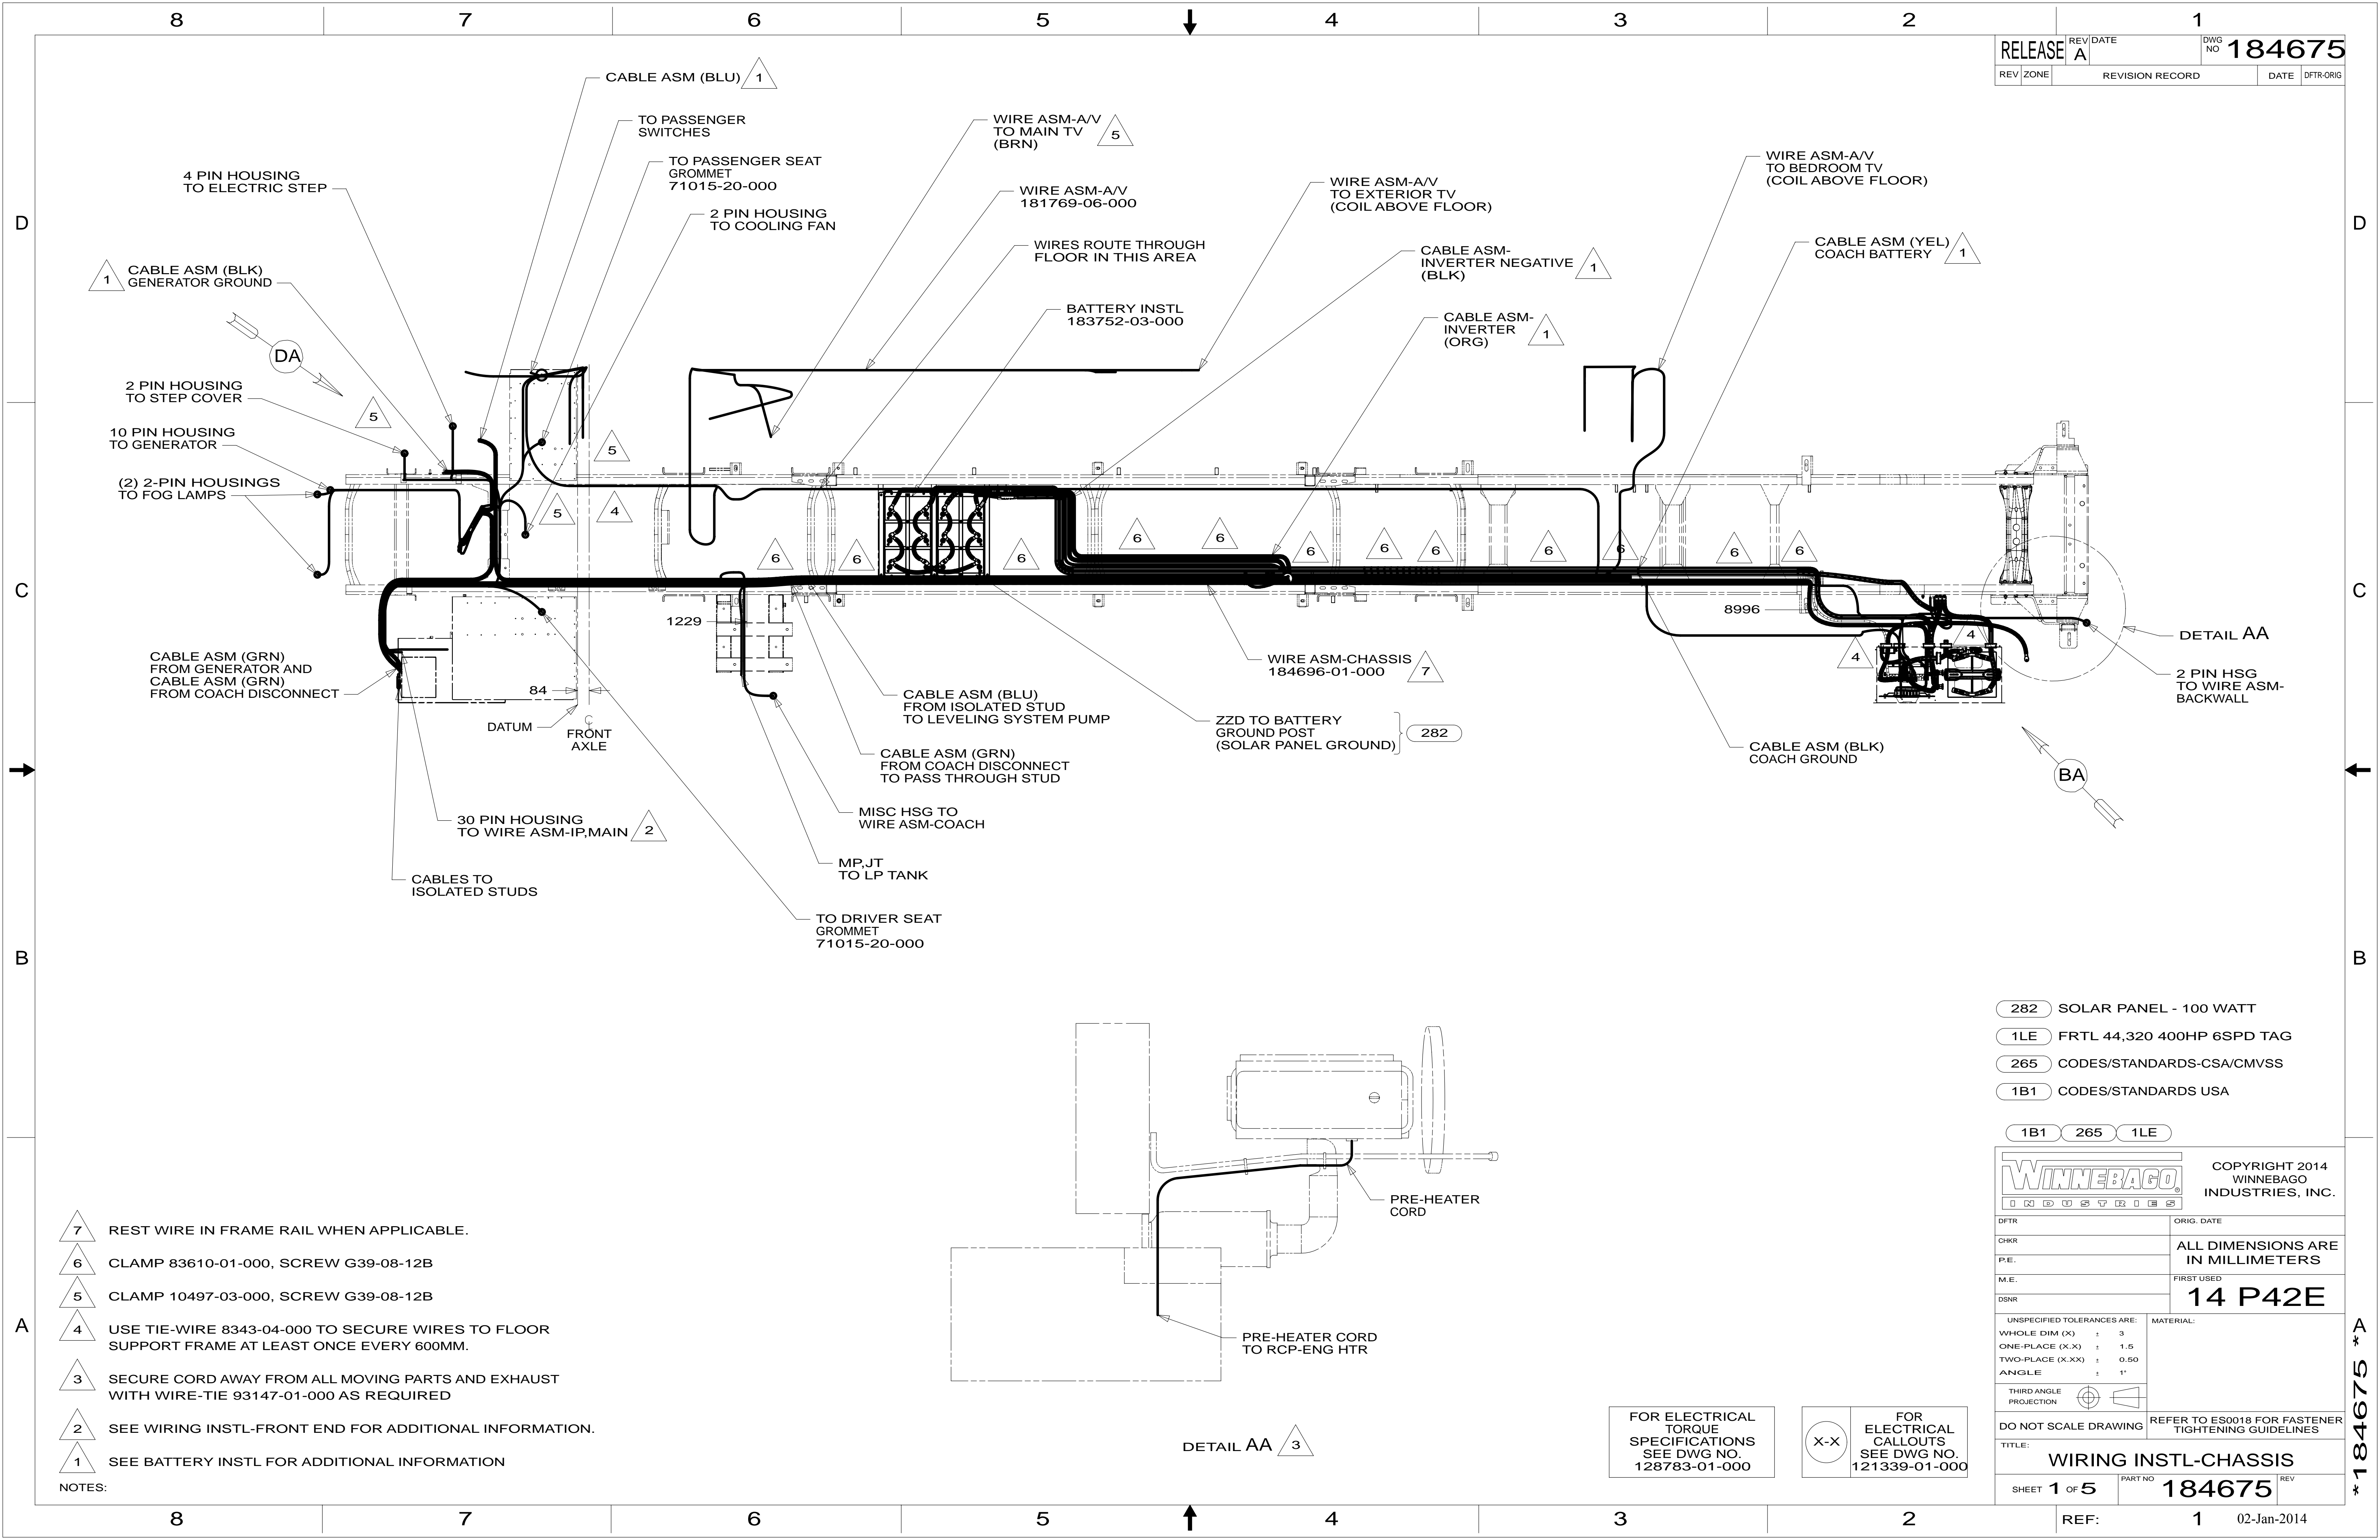 8 7 6 5 4 3 2 1
RELEASE
REV
A
DATE
DWG
NO
184675
REV ZONE REVISION RECORD DATE DFTR-ORIG
CABLE ASM (BLU) 1
TO PASSENGER
SWITCHES
TO PASSENGER SEAT
GROMMET
71015-20-000
2 PIN HOUSING
TO COOLING FAN
4 PIN HOUSING
TO ELECTRIC STEP
1
CABLE ASM (BLK)
GENERATOR GROUND
WIRE ASM-A/V
TO MAIN TV
(BRN)
5
WIRE ASM-A/V
181769-06-000
WIRES ROUTE THROUGH
FLOOR IN THIS AREA
BATTERY INSTL
183752-03-000
WIRE ASM-A/V
TO EXTERIOR TV
(COIL ABOVE FLOOR)
CABLE ASM-
INVERTER NEGATIVE
(BLK)
1
CABLE ASM-
INVERTER
(ORG)
1
WIRE ASM-A/V
TO BEDROOM TV
(COIL ABOVE FLOOR)
CABLE ASM (YEL)
COACH BATTERY
1
D D
DA
2 PIN HOUSING
TO STEP COVER
5
10 PIN HOUSING
TO GENERATOR
(2) 2-PIN HOUSINGS
TO FOG LAMPS
5
5
4
6
6
6
6
6
6
6
6
6
6
6
6
C C
1229
8996
4
4
DETAIL AA
2 PIN HSG
TO WIRE ASM-
BACKWALL
CABLE ASM (GRN)
FROM GENERATOR AND
CABLE ASM (GRN)
FROM COACH DISCONNECT
84
DATUM
C
L
FRONT
AXLE
WIRE ASM-CHASSIS
184696-01-000
7
CABLE ASM (BLU)
FROM ISOLATED STUD
TO LEVELING SYSTEM PUMP
ZZD TO BATTERY
GROUND POST
(SOLAR PANEL GROUND)
282
CABLE ASM (GRN)
FROM COACH DISCONNECT
TO PASS THROUGH STUD
CABLE ASM (BLK)
COACH GROUND
BA
MISC HSG TO
WIRE ASM-COACH
30 PIN HOUSING
TO WIRE ASM-IP,MAIN
2
MP,JT
TO LP TANK
CABLES TO
ISOLATED STUDS
TO DRIVER SEAT
GROMMET
71015-20-000
B B
282 SOLAR PANEL - 100 WATT
1LE FRTL 44,320 400HP 6SPD TAG
265 CODES/STANDARDS-CSA/CMVSS
1B1 CODES/STANDARDS USA
1B1 265 1LE
PRE-HEATER
CORD
PRE-HEATER CORD
TO RCP-ENG HTR
DETAIL AA 3
7 REST WIRE IN FRAME RAIL WHEN APPLICABLE.
6 CLAMP 83610-01-000, SCREW G39-08-12B
5 CLAMP 10497-03-000, SCREW G39-08-12B
4 USE TIE-WIRE 8343-04-000 TO SECURE WIRES TO FLOOR
SUPPORT FRAME AT LEAST ONCE EVERY 600MM.
3 SECURE CORD AWAY FROM ALL MOVING PARTS AND EXHAUST
WITH WIRE-TIE 93147-01-000 AS REQUIRED
2 SEE WIRING INSTL-FRONT END FOR ADDITIONAL INFORMATION.
1 SEE BATTERY INSTL FOR ADDITIONAL INFORMATION
NOTES:
A A
FOR ELECTRICAL
TORQUE
SPECIFICATIONS
SEE DWG NO.
128783-01-000
X-X
FOR
ELECTRICAL
CALLOUTS
SEE DWG NO.
121339-01-000
WINNEBAGO®
INDUSTRIES
COPYRIGHT 2014
WINNEBAGO
INDUSTRIES, INC.
DFTR
ORIG. DATE
CHKR
P.E.
ALL DIMENSIONS ARE
IN MILLIMETERS
M.E.
DSNR
FIRST USED
14 P42E
UNSPECIFIED TOLERANCES ARE:
WHOLE DIM (X) ± 3
ONE-PLACE (X.X) ± 1.5
TWO-PLACE (X.XX) ± 0.50
ANGLE ± 1°
MATERIAL:
THIRD ANGLE
PROJECTION
DO NOT SCALE DRAWING
REFER TO ES0018 FOR FASTENER
TIGHTENING GUIDELINES
TITLE:
WIRING INSTL-CHASSIS
SHEET 1 OF 5
PART NO
184675
REV
*184675*
8 7 6 5 4 3 2 1
REF:
02-Jan-2014